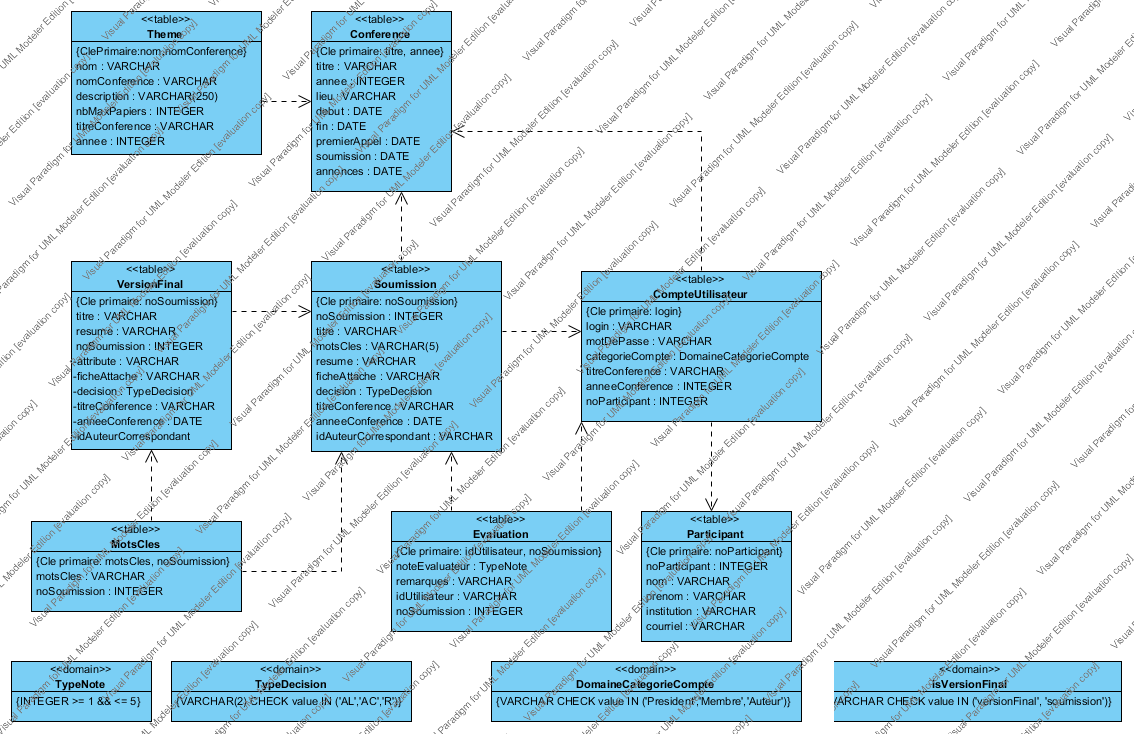 <<table>>
Theme
{ClePrimaire:nom,nomConference}
nom : VARCHAR
nomConference : VARCHAR
description : VARCHAR(250)
nbMaxPapiers : INTEGER
titreConference : VARCHAR
annee : INTEGER
<<table>>
Conference
{Cle primaire: titre, annee}
titre : VARCHAR
annee : INTEGER
lieu : VARCHAR
debut : DATE
fin : DATE
premierAppel : DATE
soumission : DATE
annonces : DATE
<<table>>
VersionFinal
{Cle primaire: noSoumission}
titre : VARCHAR
resume : VARCHAR
noSoumission : INTEGER
-attribute : VARCHAR
-ficheAttache : VARCHAR
-decision : TypeDecision
-titreConference : VARCHAR
-anneeConference : DATE
-idAuteurCorrespondant
<<table>>
Soumission
{Cle primaire: noSoumission}
noSoumission : INTEGER
titre : VARCHAR
motsCles : VARCHAR(5)
resume : VARCHAR
ficheAttache : VARCHAR
decision : TypeDecision
titreConference : VARCHAR
anneeConference : DATE
idAuteurCorrespondant : VARCHAR
<<table>>
CompteUtilisateur
{Cle primaire: login}
login : VARCHAR
motDePasse : VARCHAR
categorieCompte : DomaineCategorieCompte
titreConference : VARCHAR
anneeConference : INTEGER
noParticipant : INTEGER
<<table>>
MotsCles
{Cle primaire: motsCles, noSoumission}
motsCles : VARCHAR
noSoumission : INTEGER
<<table>>
Evaluation
{Cle primaire: idUtilisateur, noSoumission}
noteEvaluateur : TypeNote
remarques : VARCHAR
idUtilisateur : VARCHAR
noSoumission : INTEGER
<<table>>
Participant
{Cle primaire: noParticipant}
noParticipant : INTEGER
nom : VARCHAR
prenom : VARCHAR
institution : VARCHAR
courriel : VARCHAR
<<domain>>
TypeNote
{INTEGER >= 1 && <= 5}
<<domain>>
TypeDecision
{VARCHAR(2) CHECK value IN ('AL','AC','R')}
<<domain>>
DomaineCategorieCompte
{VARCHAR CHECK value IN ('President','Membre','Auteur')}
<<domain>>
isVersionFinal
VARCHAR CHECK value IN ('versionFinal', 'soumission')}
Visual Paradigm for UML Modeler Edition [evaluation copy]